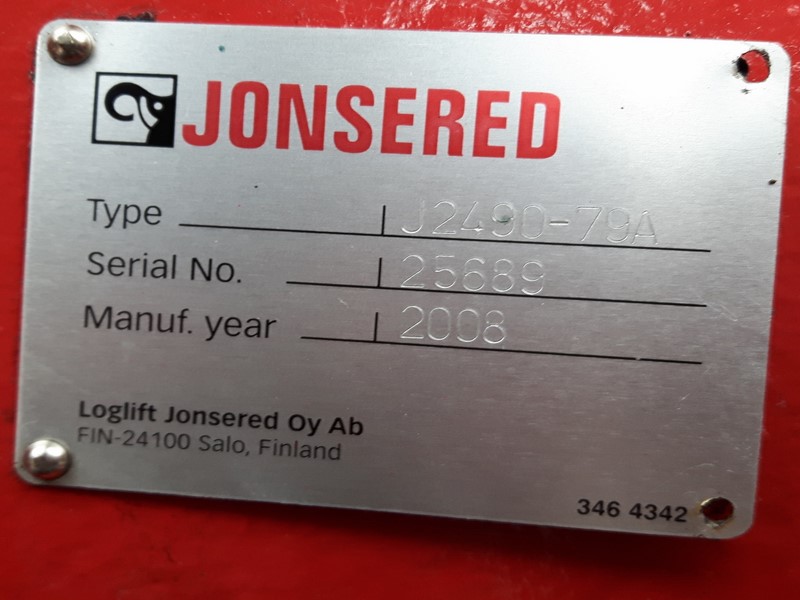 JONSERED
Type J2490-79A
Serial No. 25689
Manuf. year 2008
Loglift Jonsered Oy Ab
FIN-24100 Salo, Finland
346 4342